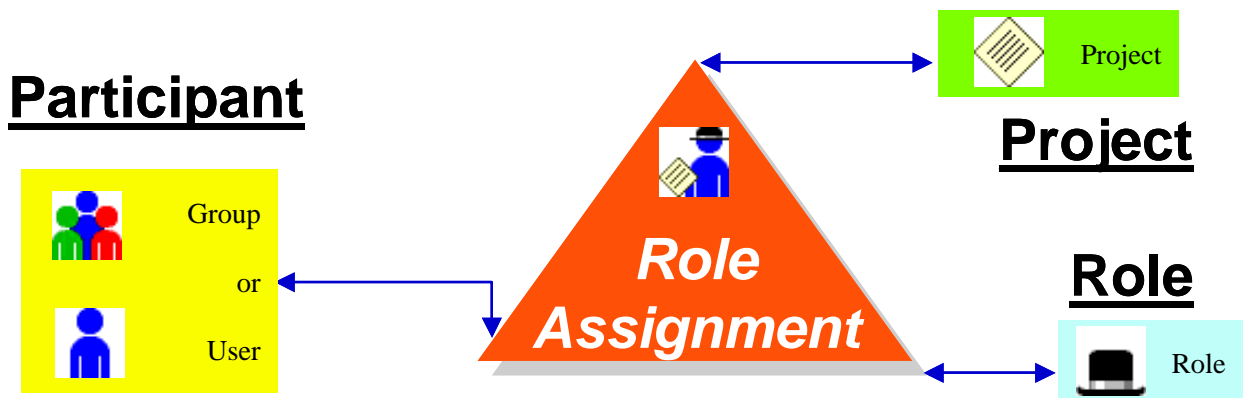 Participant
Group
or
User
Role
Assignment
Project
Project
Role
Role